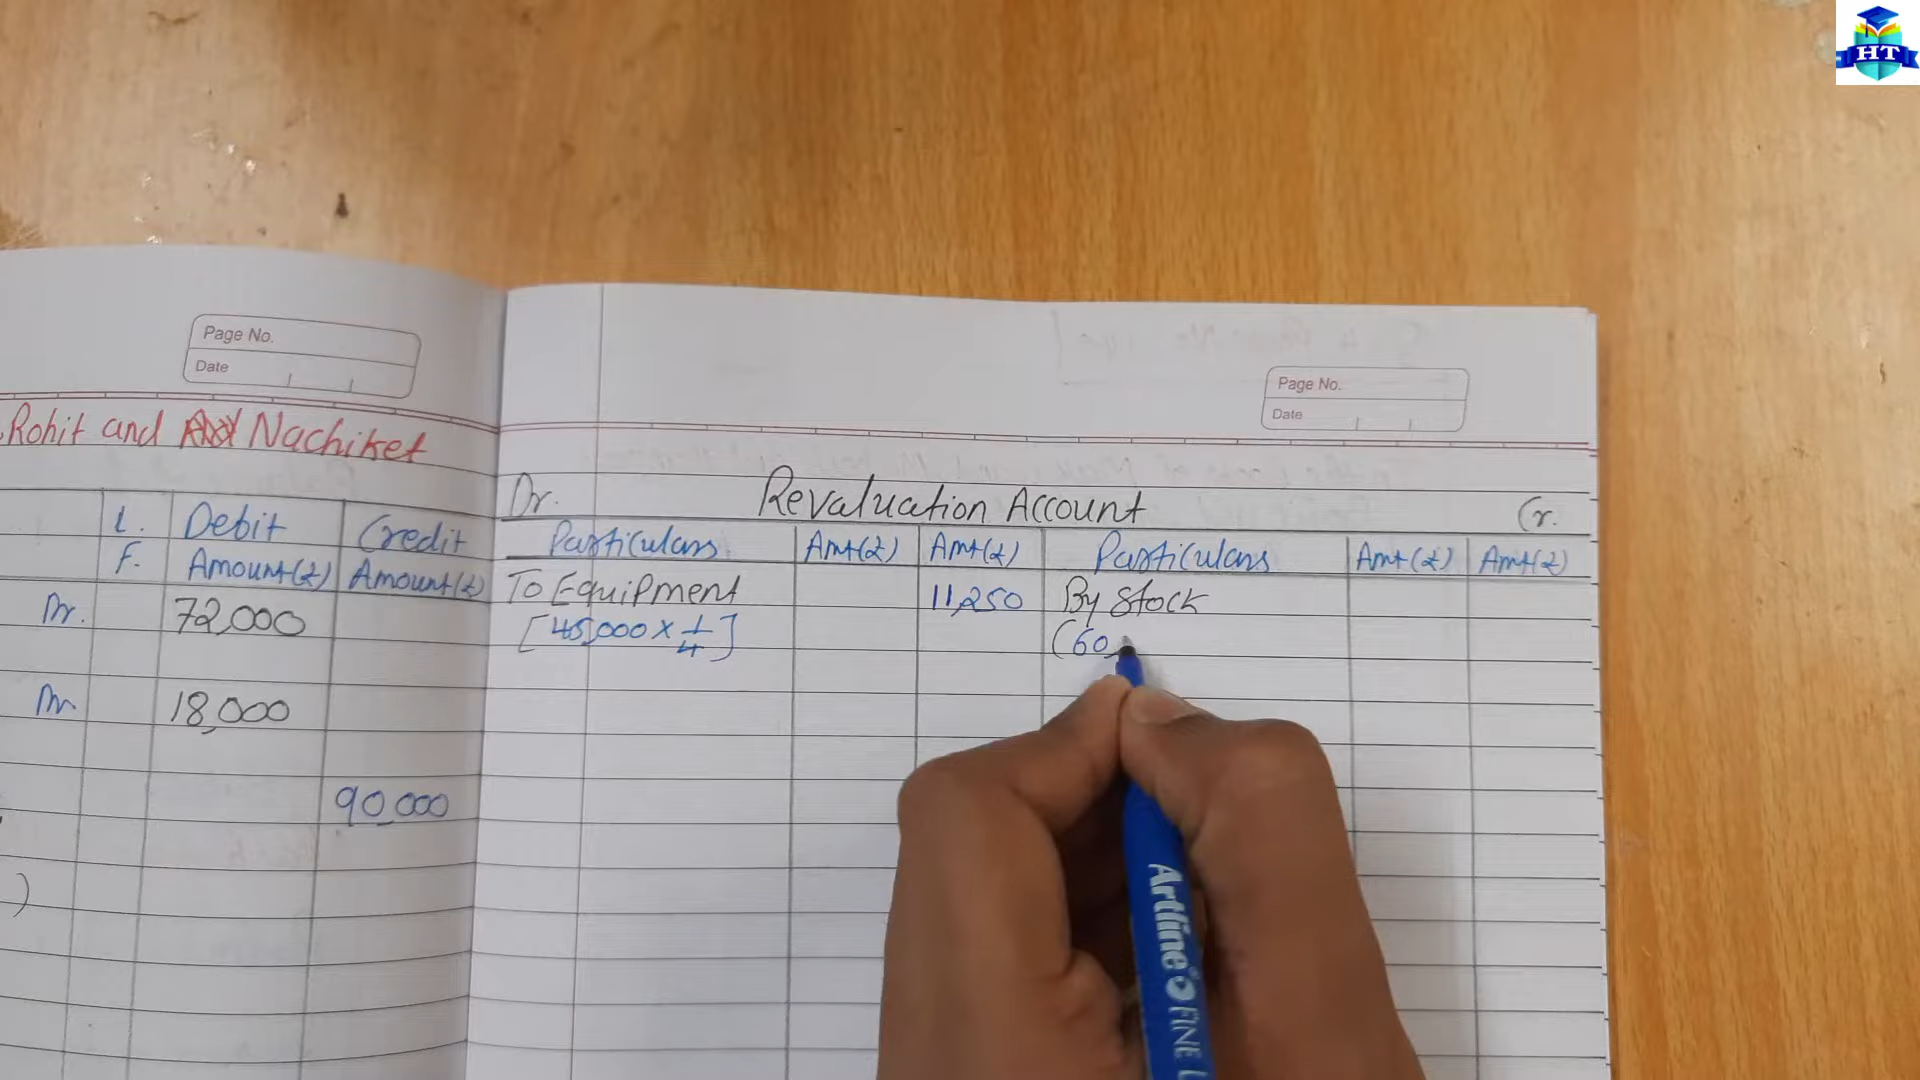 HT
Page No.
Date
Rohit and Nachiket
L. Debit Credit
F. Amount(₹) Amount(₹)
Dr. 72,000
Dr. 18,000
90,000
)
Page No.
Date
Dr. Revaluation Account Cr.
Particulars Amt(₹) Amt(₹) Particulars Amt(₹) Amt(₹)
To Equipment 11,250 By Stock
[45,000 × 1/4] (60,
Artline FINE